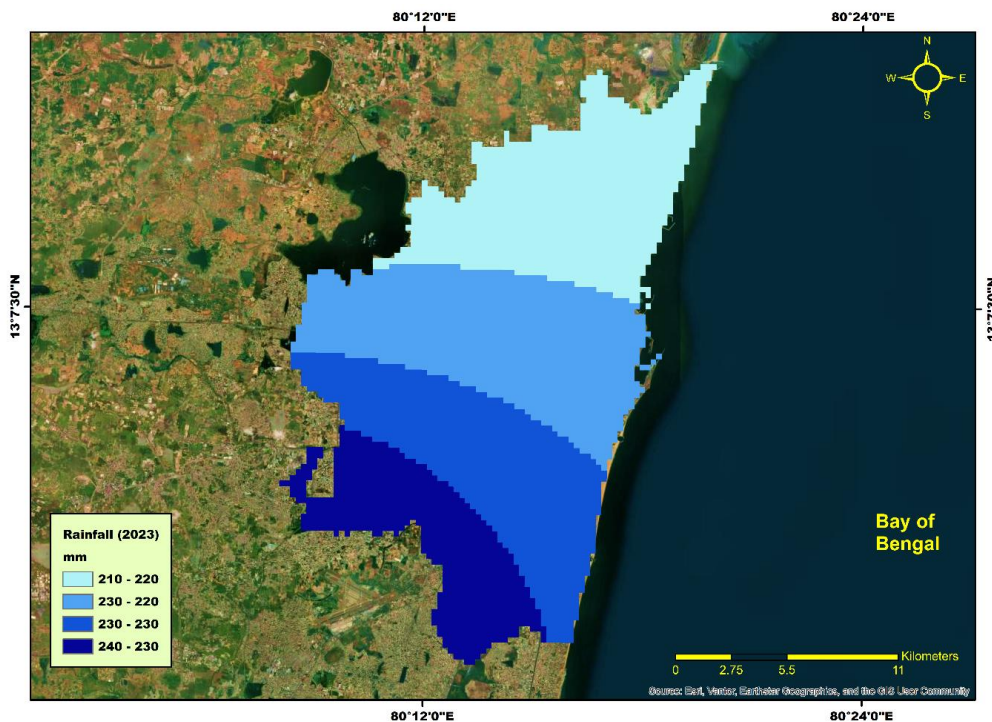 80°12'0"E
80°24'0"E
N
W
E
S
13°7'30"N
13°7'30"N
Bay of
Bengal
Rainfall (2023)
mm
210 - 220
230 - 220
230 - 230
240 - 230
Kilometers
0
2.75
5.5
11
Source: Esri, Vantor, Earthstar Geographics, and the GIS User Community
80°12'0"E
80°24'0"E